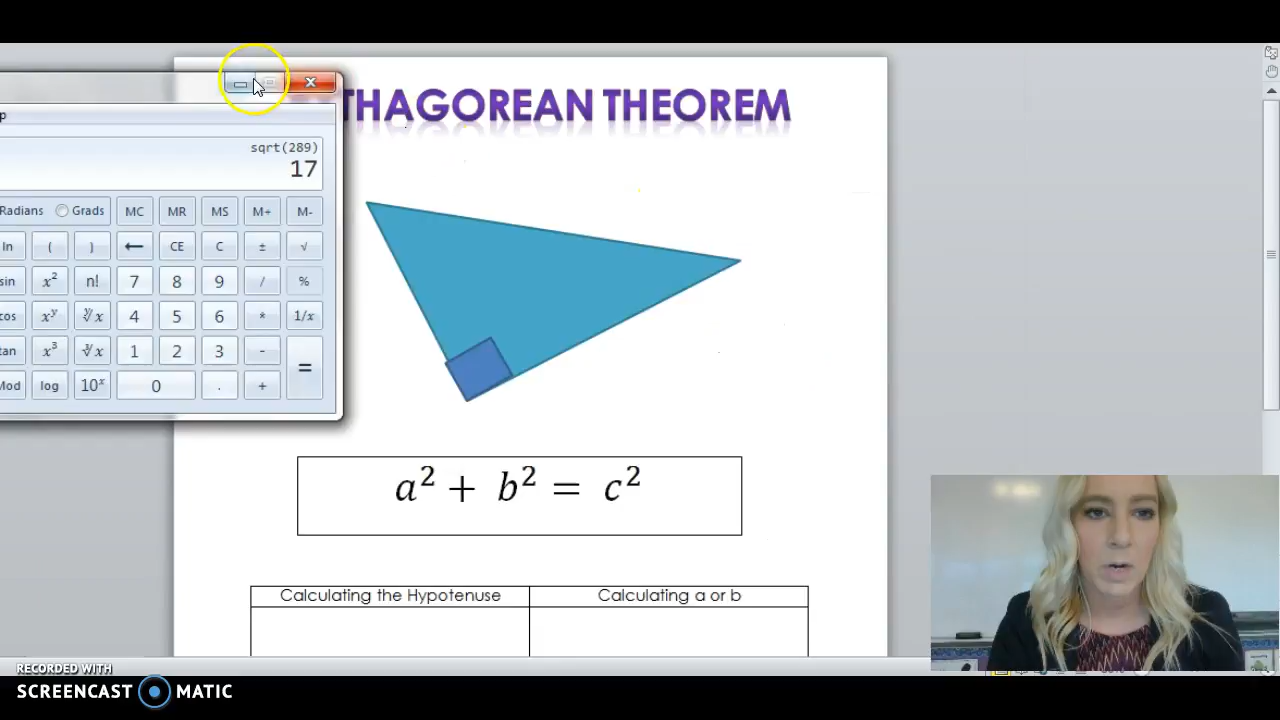 THAGOREAN THEOREM
p
sqrt(289)
17
Radians Grads MC MR MS M+ M-
ln ( ) ← CE C ± √
sin x² n! 7 8 9 / %
cos xʸ ʸ√x 4 5 6 * 1/x
tan x³ ³√x 1 2 3 - =
Mod log 10ˣ 0 . +
a² + b² = c²
Calculating the Hypotenuse Calculating a or b
RECORDED WITH
SCREENCAST MATIC